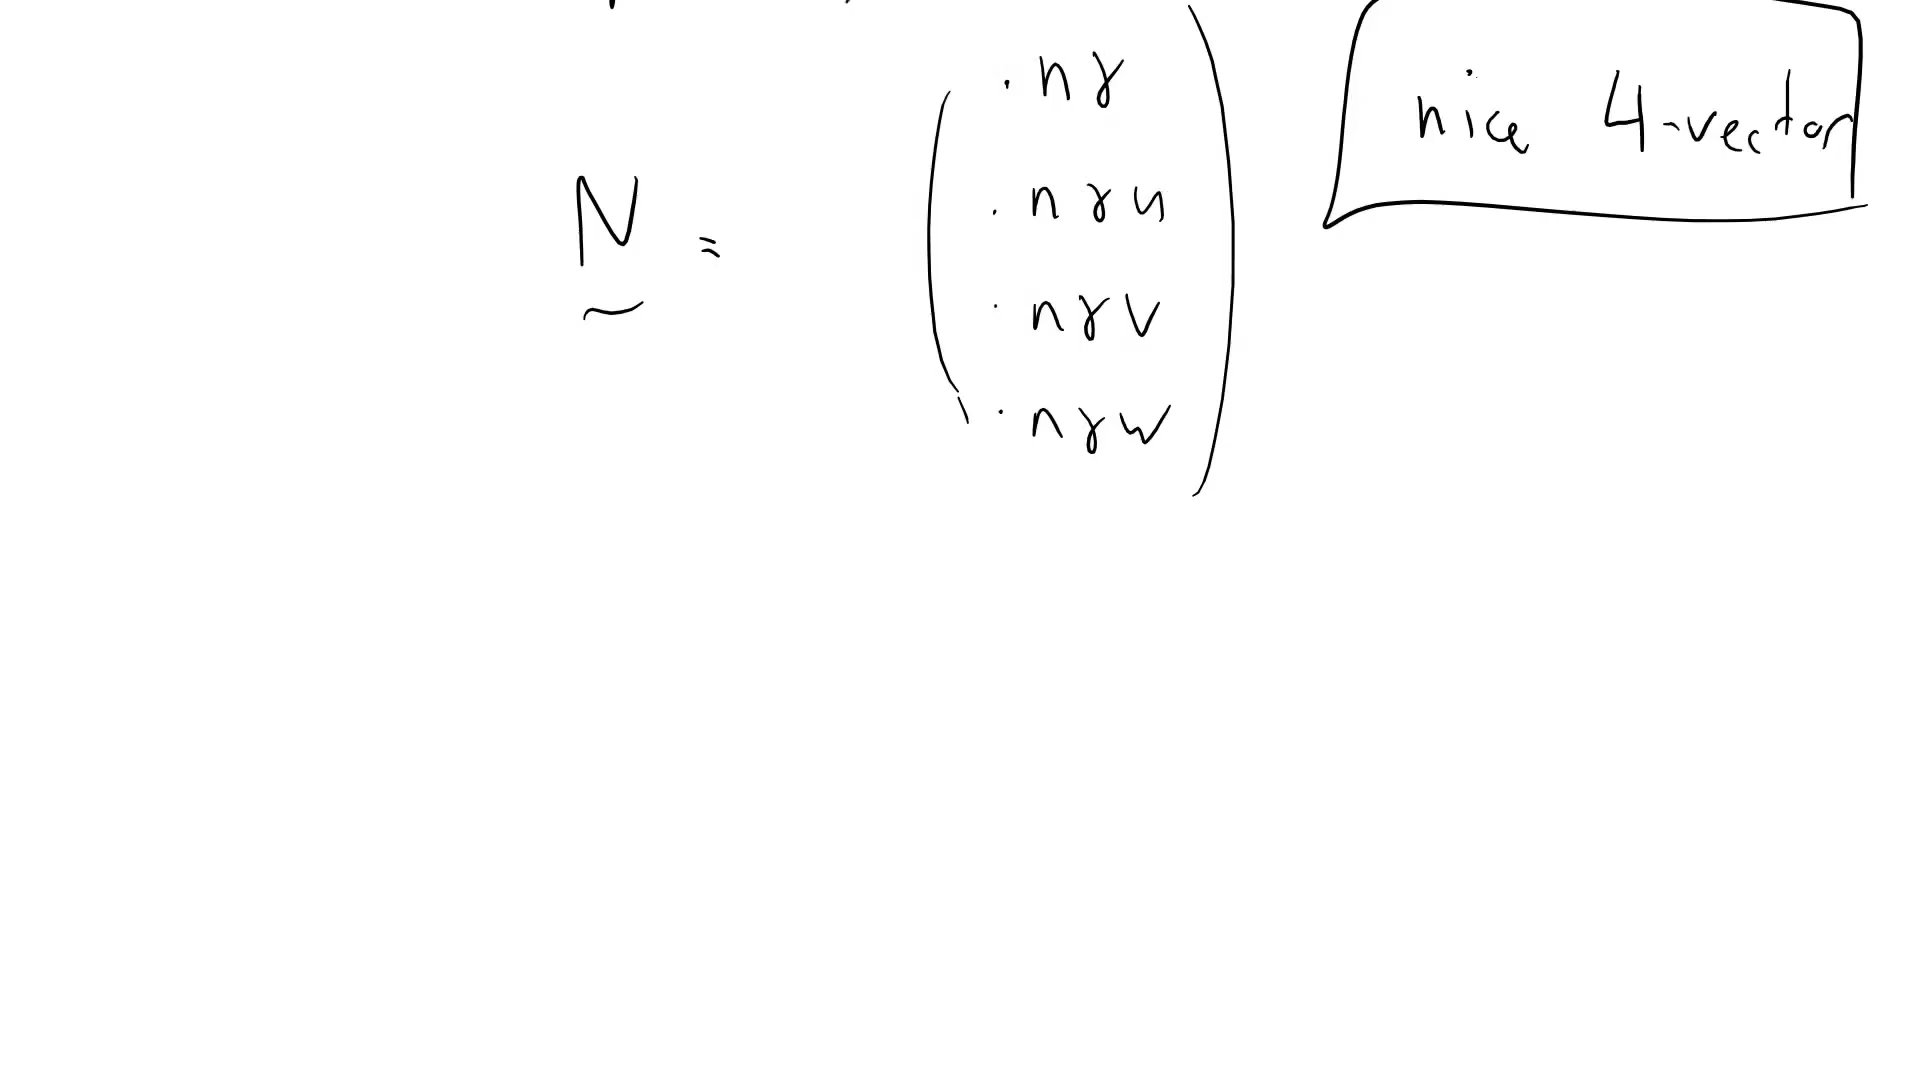 · nγ
nice 4-vector
N =
~
· nγu
· nγv
· nγw